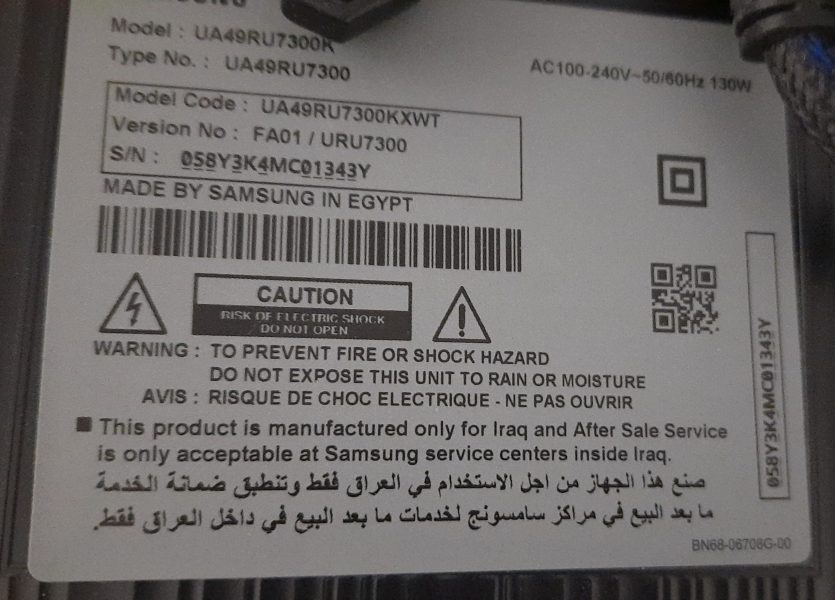 Model : UA49RU7300K
Type No. : UA49RU7300
AC100-240V~50/60Hz 130W
Model Code : UA49RU7300KXWT
Version No : FA01 / URU7300
S/N : 058Y3K4MC01343Y
MADE BY SAMSUNG IN EGYPT
CAUTION
RISK OF ELECTRIC SHOCK
DO NOT OPEN
WARNING : TO PREVENT FIRE OR SHOCK HAZARD
DO NOT EXPOSE THIS UNIT TO RAIN OR MOISTURE
AVIS : RISQUE DE CHOC ELECTRIQUE - NE PAS OUVRIR
■ This product is manufactured only for Iraq and After Sale Service
is only acceptable at Samsung service centers inside Iraq.
صنع هذا الجهاز من اجل الاستخدام في العراق فقط وتنطبق ضمانة الخدمة
ما بعد البيع في مراكز سامسونج لخدمات ما بعد البيع في داخل العراق فقط.
058Y3K4MC01343Y
BN68-06708G-00